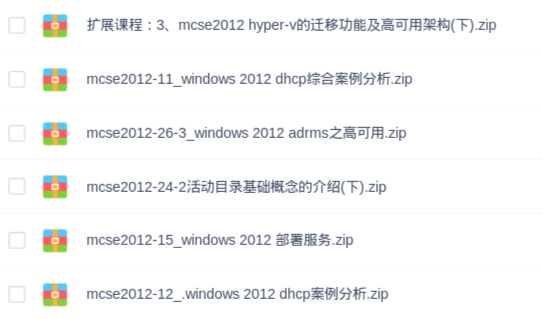 扩展课程：3、mcse2012 hyper-v的迁移功能及高可用架构(下).zip
mcse2012-11_windows 2012 dhcp综合案例分析.zip
mcse2012-26-3_windows 2012 adrms之高可用.zip
mcse2012-24-2活动目录基础概念的介绍(下).zip
mcse2012-15_windows 2012 部署服务.zip
mcse2012-12_.windows 2012 dhcp案例分析.zip